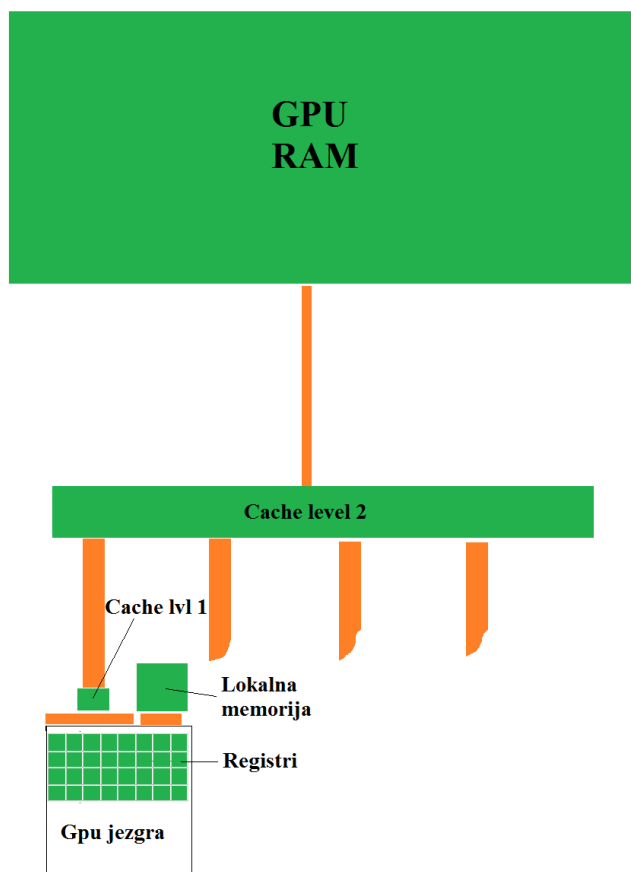 GPU
RAM
Cache level 2
Cache lvl 1
Lokalna
memorija
Registri
Gpu jezgra